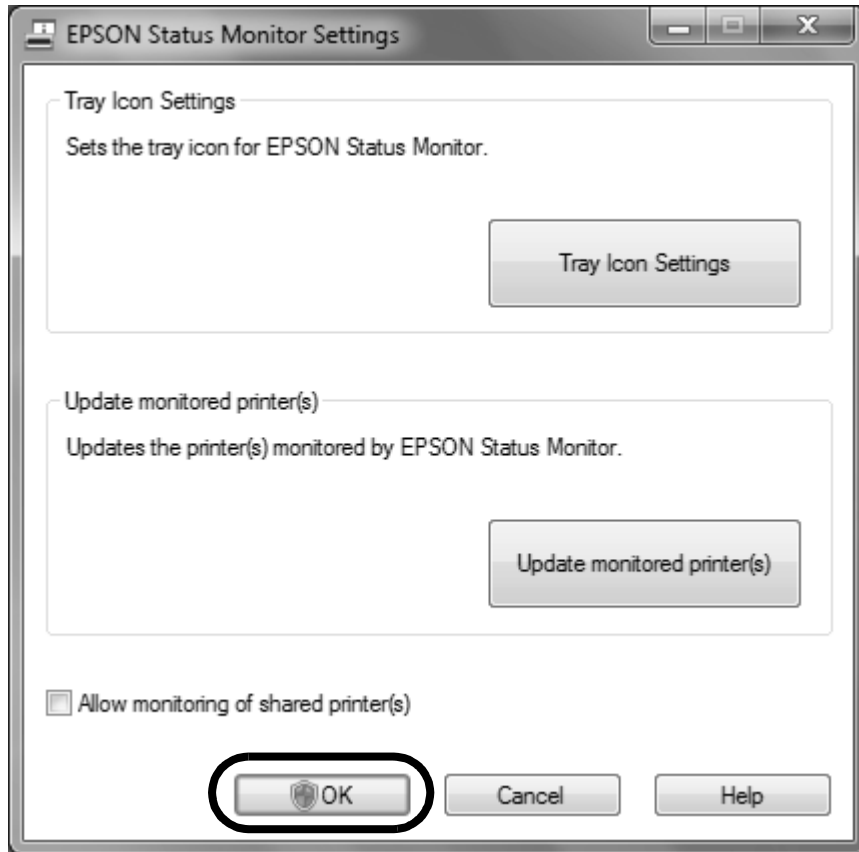 EPSON Status Monitor Settings
Tray Icon Settings
Sets the tray icon for EPSON Status Monitor.
Tray Icon Settings
Update monitored printer(s)
Updates the printer(s) monitored by EPSON Status Monitor.
Update monitored printer(s)
Allow monitoring of shared printer(s)
OK Cancel Help